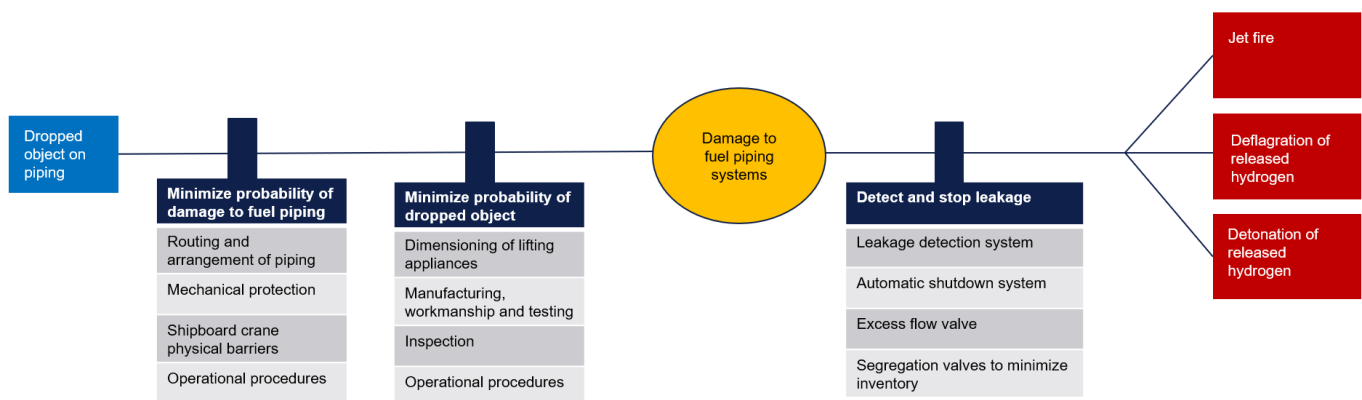 Dropped
object on
piping
Minimize probability of
damage to fuel piping
Routing and
arrangement of piping
Mechanical protection
Shipboard crane
physical barriers
Operational procedures
Minimize probability of
dropped object
Dimensioning of lifting
appliances
Manufacturing,
workmanship and testing
Inspection
Operational procedures
Damage to
fuel piping
systems
Detect and stop leakage
Leakage detection system
Automatic shutdown system
Excess flow valve
Segregation valves to minimize
inventory
Jet fire
Deflagration of
released
hydrogen
Detonation of
released
hydrogen